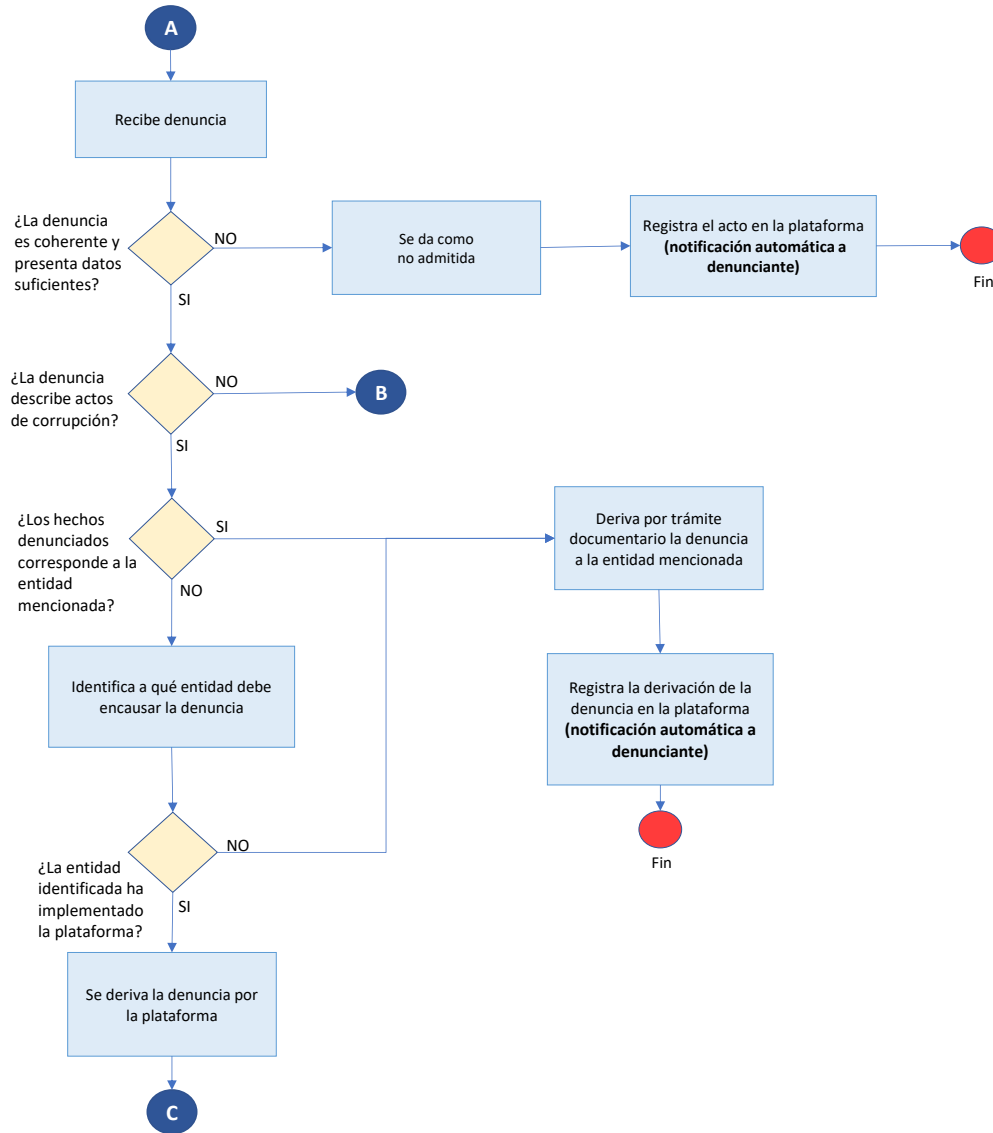 A
Recibe denuncia
¿La denuncia
es coherente y
presenta datos
suficientes?
NO
Se da como
no admitida
Registra el acto en la plataforma
(notificación automática a
denunciante)
Fin
SI
¿La denuncia
describe actos
de corrupción?
NO
B
SI
¿Los hechos
denunciados
corresponde a la
entidad
mencionada?
SI
Deriva por trámite
documentario la denuncia
a la entidad mencionada
NO
Identifica a qué entidad debe
encausar la denuncia
Registra la derivación de la
denuncia en la plataforma
(notificación automática a
denunciante)
Fin
¿La entidad
identificada ha
implementado
la plataforma?
NO
SI
Se deriva la denuncia por
la plataforma
C